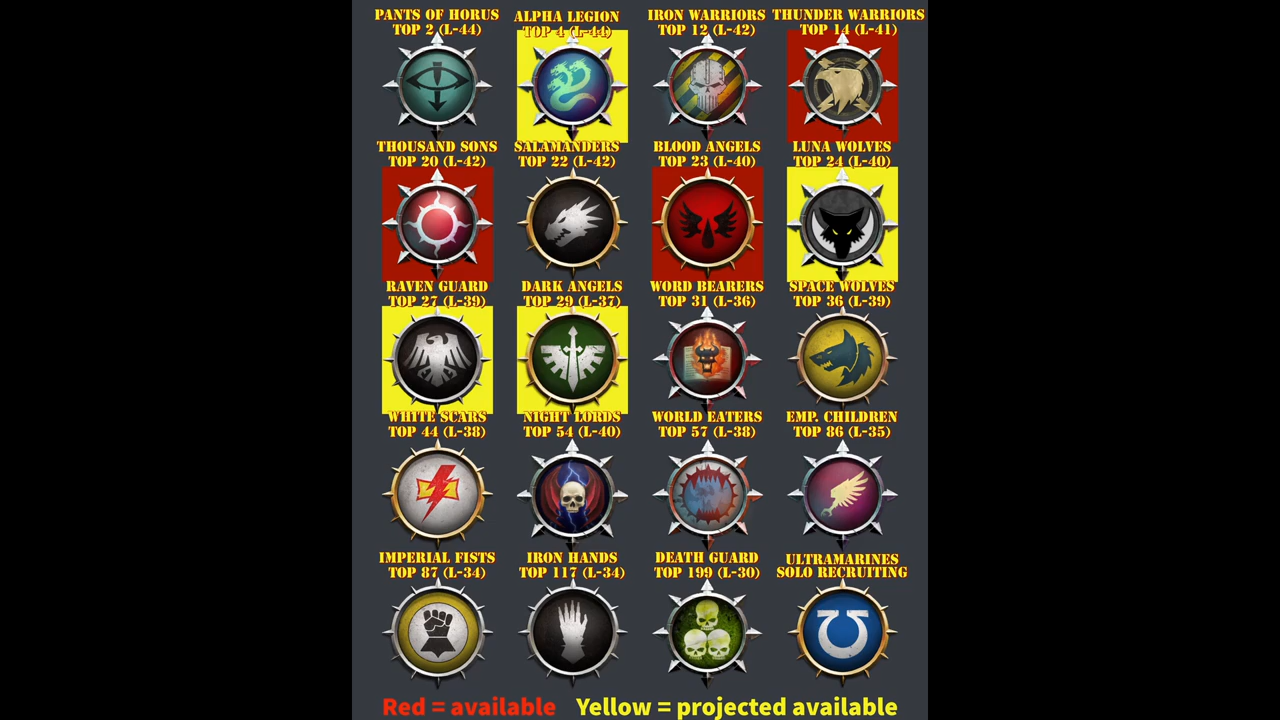 PANTS OF HORUS
TOP 2 (L-44)
ALPHA LEGION
TOP 4 (L-44)
IRON WARRIORS
TOP 12 (L-42)
THUNDER WARRIORS
TOP 14 (L-41)
THOUSAND SONS
TOP 20 (L-42)
SALAMANDERS
TOP 22 (L-42)
BLOOD ANGELS
TOP 23 (L-40)
LUNA WOLVES
TOP 24 (L-40)
RAVEN GUARD
TOP 27 (L-39)
DARK ANGELS
TOP 29 (L-37)
WORD BEARERS
TOP 31 (L-36)
SPACE WOLVES
TOP 36 (L-39)
WHITE SCARS
TOP 44 (L-38)
NIGHT LORDS
TOP 54 (L-40)
WORLD EATERS
TOP 57 (L-38)
EMP. CHILDREN
TOP 86 (L-35)
IMPERIAL FISTS
TOP 87 (L-34)
IRON HANDS
TOP 117 (L-34)
DEATH GUARD
TOP 199 (L-30)
ULTRAMARINES
SOLO RECRUITING
Red = available
Yellow = projected available